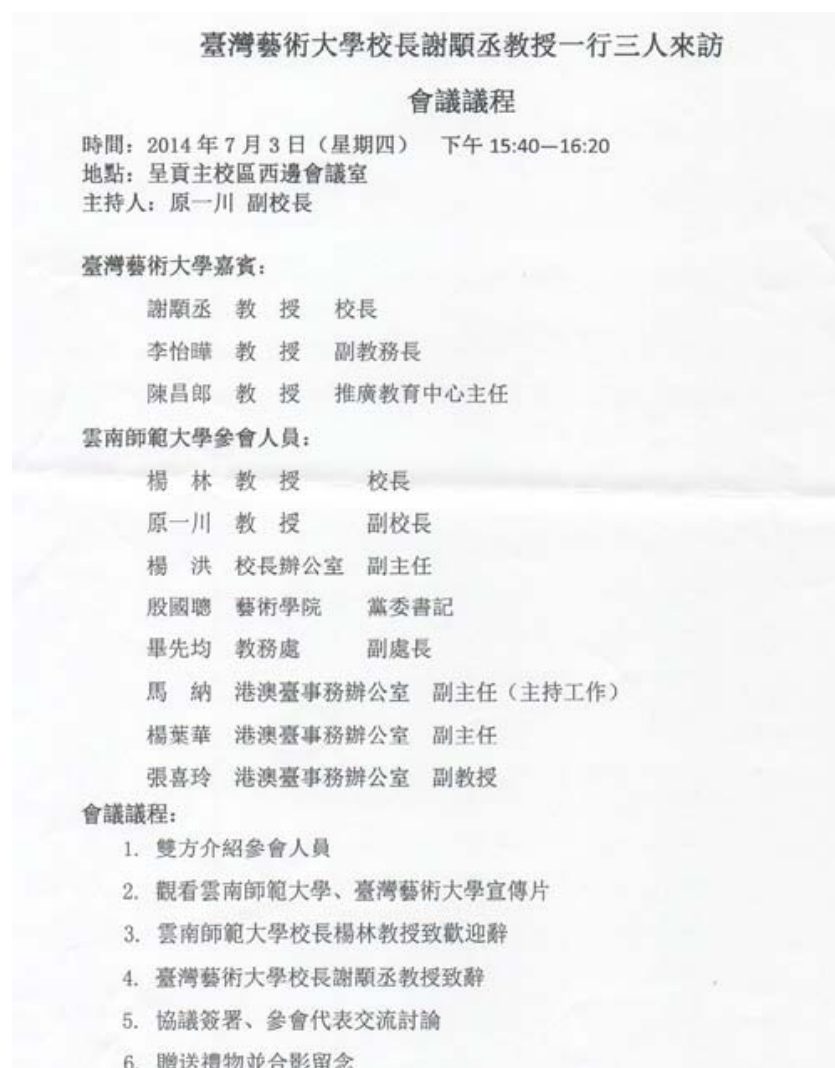 臺灣藝術大學校長謝顒丞教授一行三人來訪
會議議程
時間：2014 年 7 月 3 日（星期四） 下午 15:40—16:20
地點：呈貢主校區西邊會議室
主持人：原一川 副校長
臺灣藝術大學嘉賓：
謝顒丞 教 授 校長
李怡曄 教 授 副教務長
陳昌郎 教 授 推廣教育中心主任
雲南師範大學參會人員：
楊 林 教 授 校長
原一川 教 授 副校長
楊 洪 校長辦公室 副主任
殷國聰 藝術學院 黨委書記
畢先均 教務處 副處長
馬 納 港澳臺事務辦公室 副主任（主持工作）
楊葉華 港澳臺事務辦公室 副主任
張喜玲 港澳臺事務辦公室 副教授
會議議程：
1. 雙方介紹參會人員
2. 觀看雲南師範大學、臺灣藝術大學宣傳片
3. 雲南師範大學校長楊林教授致歡迎辭
4. 臺灣藝術大學校長謝顒丞教授致辭
5. 協議簽署、參會代表交流討論
6. 贈送禮物並合影留念